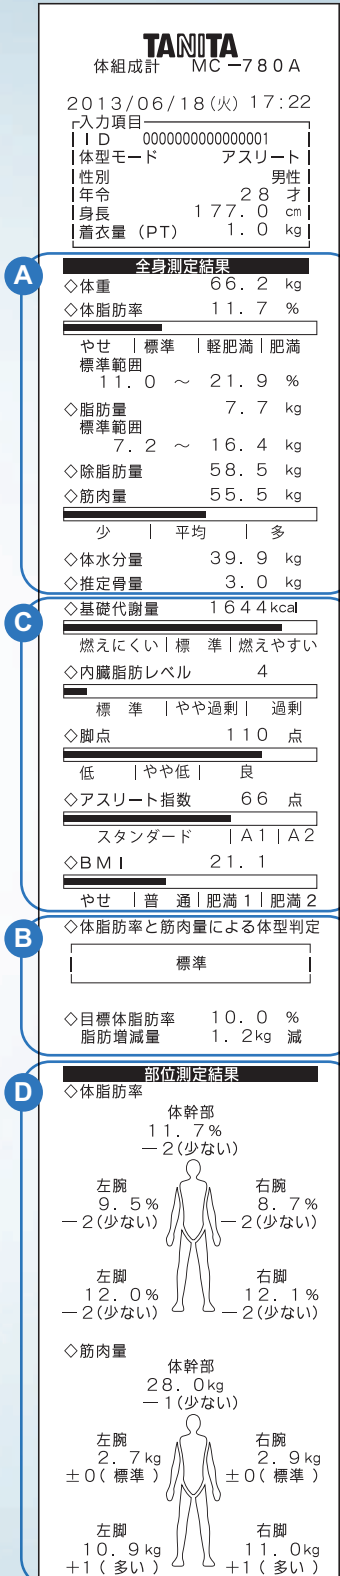 TANITA
体組成計 MC-780A
2013/06/18(火) 17:22
入力項目
ID 0000000000000001
体型モード アスリート
性別 男性
年令 28 才
身長 177.0 cm
着衣量 (PT) 1.0 kg
A
全身測定結果
◇体重 66.2 kg
◇体脂肪率 11.7 %
やせ | 標準 | 軽肥満 | 肥満
標準範囲
11.0 ～ 21.9 %
◇脂肪量 7.7 kg
標準範囲
7.2 ～ 16.4 kg
◇除脂肪量 58.5 kg
◇筋肉量 55.5 kg
少 | 平均 | 多
◇体水分量 39.9 kg
◇推定骨量 3.0 kg
C
◇基礎代謝量 1644kcal
燃えにくい | 標 準 | 燃えやすい
◇内臓脂肪レベル 4
標 準 | やや過剰 | 過剰
◇脚点 110 点
低 | やや低 | 良
◇アスリート指数 66 点
スタンダード | A1 | A2
◇BMI 21.1
やせ | 普 通 | 肥満1 | 肥満2
B
◇体脂肪率と筋肉量による体型判定
標準
◇目標体脂肪率 10.0 %
脂肪増減量 1.2kg 減
D
部位測定結果
◇体脂肪率
体幹部
11.7%
－2(少ない)
左腕 右腕
9.5% 8.7%
－2(少ない) －2(少ない)
左脚 右脚
12.0% 12.1%
－2(少ない) －2(少ない)
◇筋肉量
体幹部
28.0kg
－1(少ない)
左腕 右腕
2.7kg 2.9kg
±0( 標準 ) ±0( 標準 )
左脚 右脚
10.9kg 11.0kg
+1( 多い ) +1( 多い )